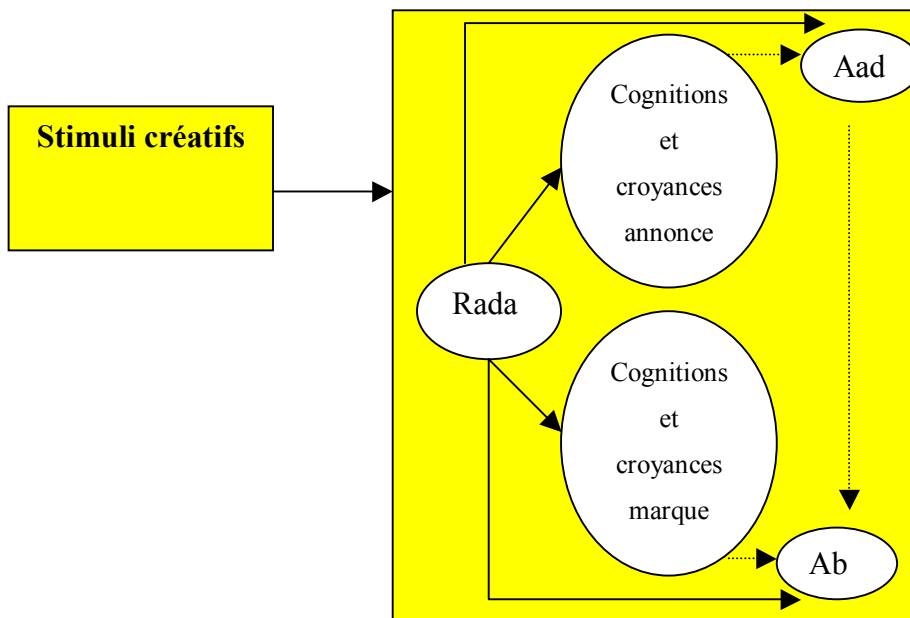 Stimuli créatifs
Aad
Cognitions
et
croyances
annonce
Rada
Cognitions
et
croyances
marque
Ab